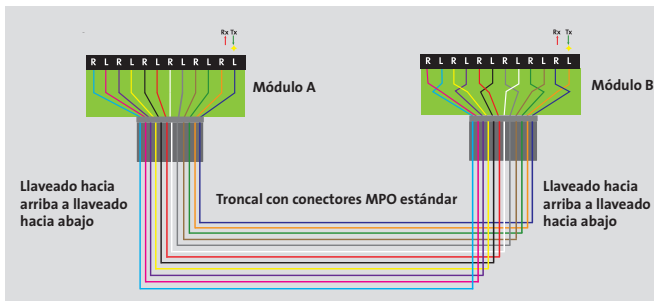 Rx Tx
R L R L R L R L R L R L
Módulo A
Rx Tx
R L R L R L R L R L R L
Módulo B
Llaveado hacia
arriba a llaveado
hacia abajo
Troncal con conectores MPO estándar
Llaveado hacia
arriba a llaveado
hacia abajo